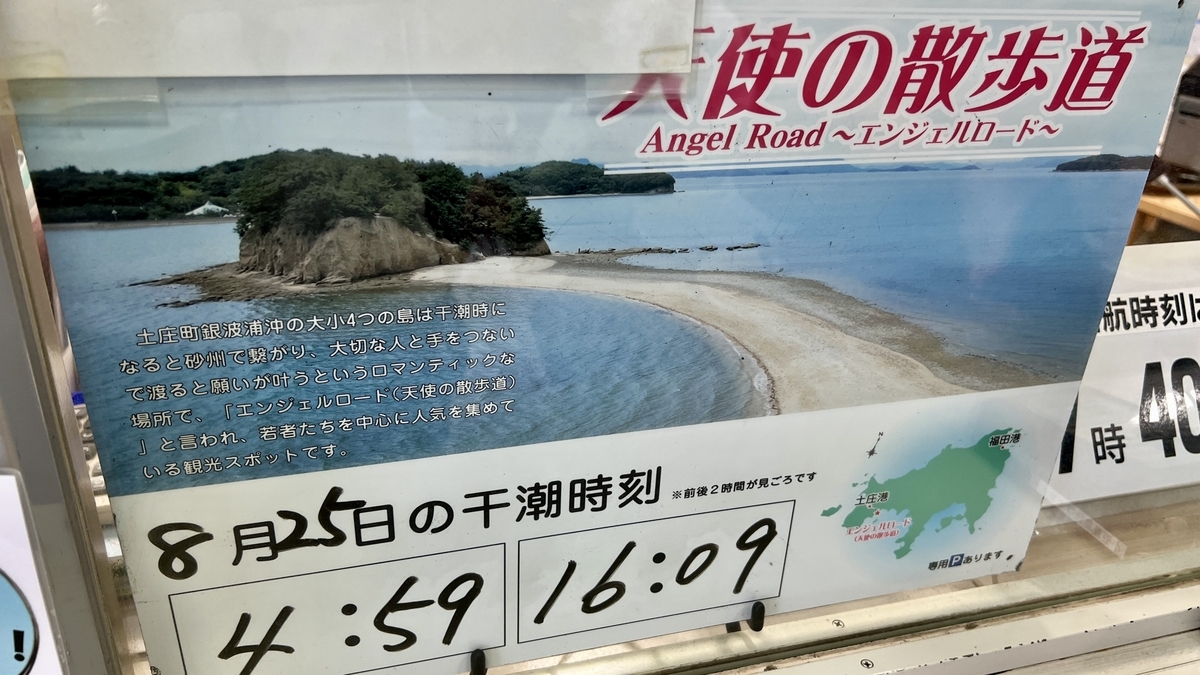 天使の散歩道
Angel Road ～エンジェルロード～
土庄町銀波浦沖の大小4つの島は干潮時に
なると砂州で繋がり、大切な人と手をつない
で渡ると願いが叶うというロマンティックな
場所で、「エンジェルロード(天使の散歩道)
」と言われ、若者たちを中心に人気を集めて
いる観光スポットです。
8月25日の干潮時刻 ※前後2時間が見ごろです
4:59 16:09
福田港
土庄港
エンジェルロード
(天使の散歩道)
専用Pあります
航時刻は
時 40
!